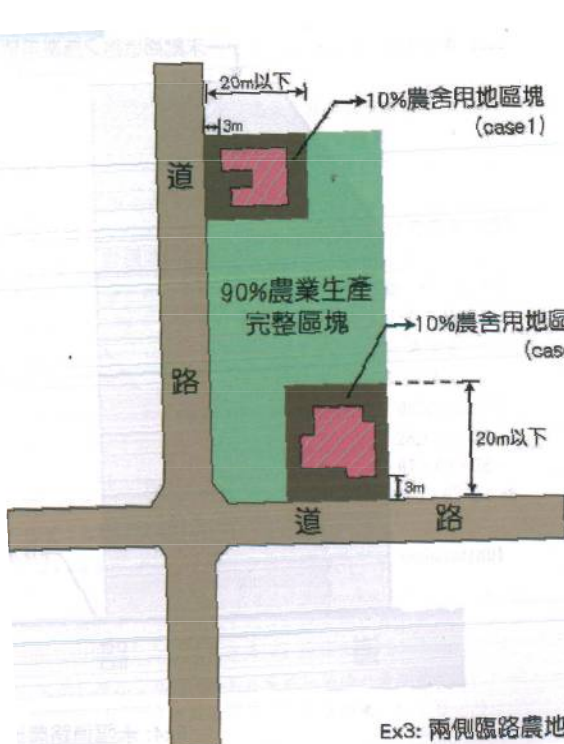 20m以下
10%農舍用地區塊
(case1)
3m
道
90%農業生產
完整區塊
10%農舍用地區
(cas
路
20m以下
3m
道
路
Ex3: 兩側臨路農地